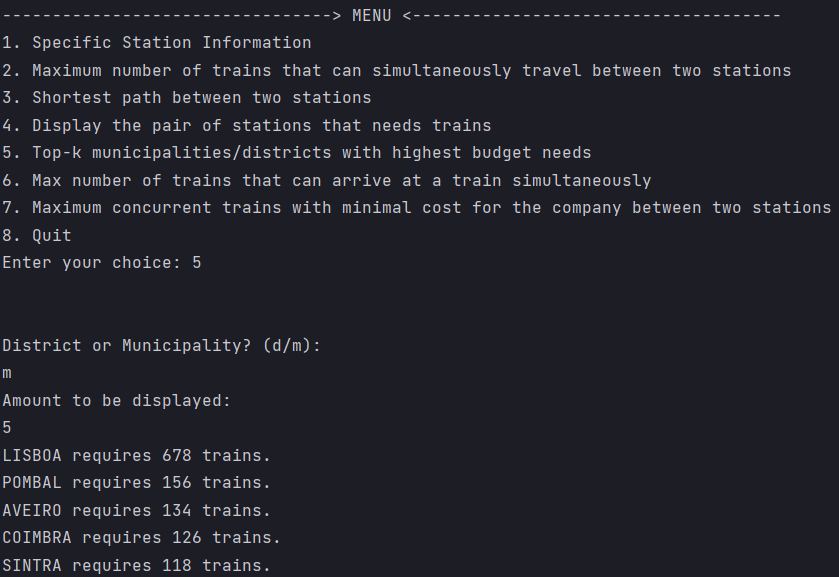 ---------------------------------> MENU <-------------------------------------
1. Specific Station Information
2. Maximum number of trains that can simultaneously travel between two stations
3. Shortest path between two stations
4. Display the pair of stations that needs trains
5. Top-k municipalities/districts with highest budget needs
6. Max number of trains that can arrive at a train simultaneously
7. Maximum concurrent trains with minimal cost for the company between two stations
8. Quit
Enter your choice: 5
District or Municipality? (d/m):
m
Amount to be displayed:
5
LISBOA requires 678 trains.
POMBAL requires 156 trains.
AVEIRO requires 134 trains.
COIMBRA requires 126 trains.
SINTRA requires 118 trains.